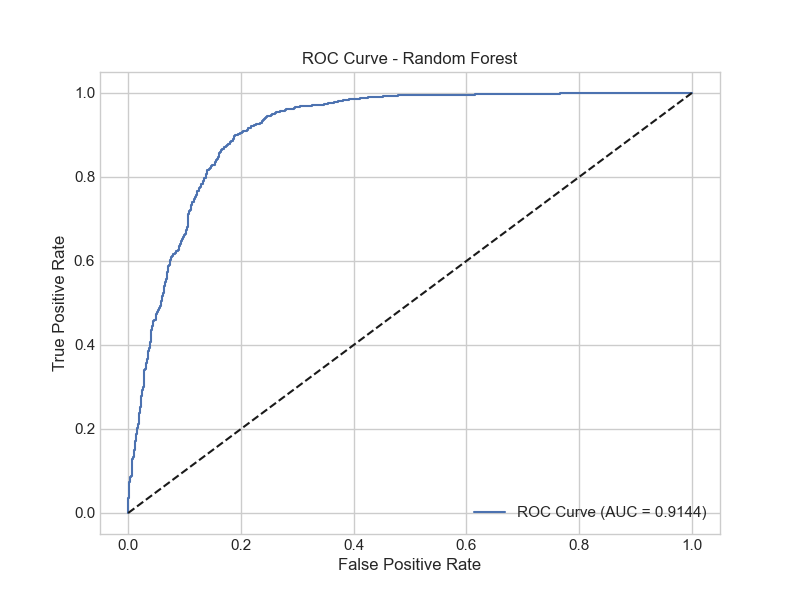 ROC Curve - Random Forest
1.0
0.8
0.6
0.4
0.2
0.0
True Positive Rate
ROC Curve (AUC = 0.9144)
0.0 0.2 0.4 0.6 0.8 1.0
False Positive Rate